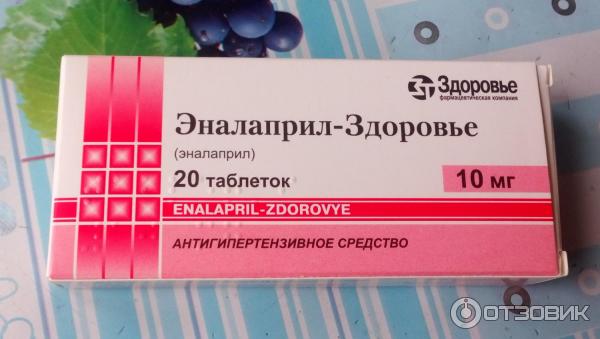 Здоровье
фармацевтическая компания
Эналаприл-Здоровье
(эналаприл)
20 таблеток
10 мг
ENALAPRIL-ZDOROVYE
АНТИГИПЕРТЕНЗИВНОЕ СРЕДСТВО
ОТЗОВИК